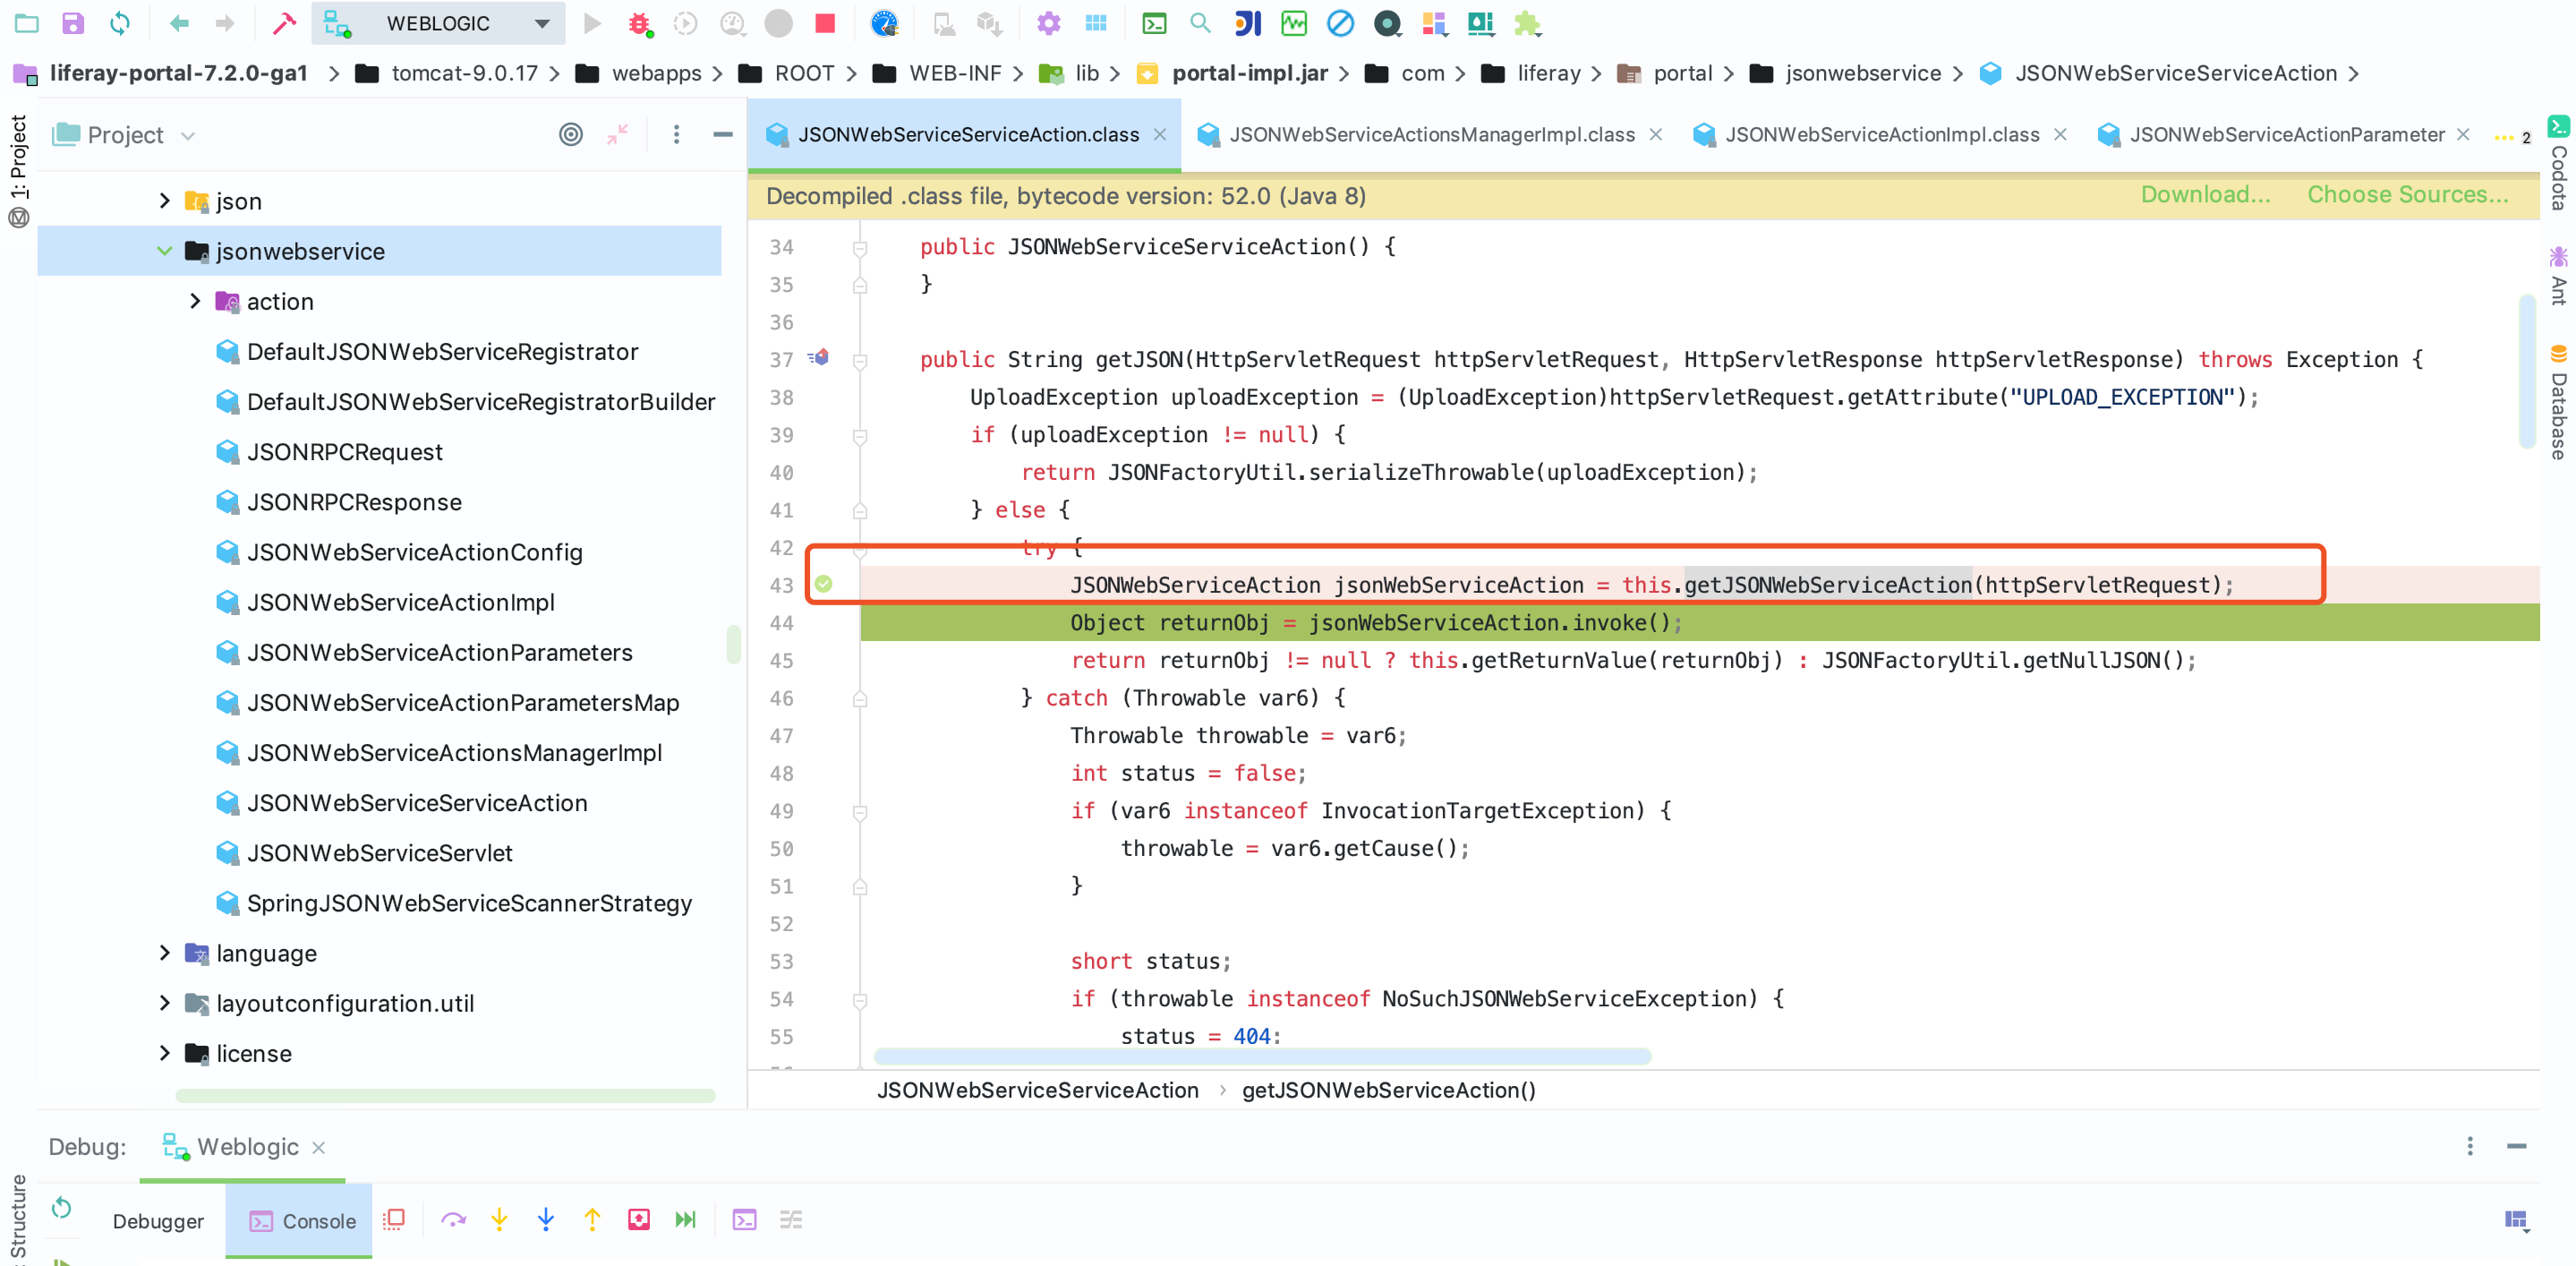 WEBLOGIC
liferay-portal-7.2.0-ga1 > tomcat-9.0.17 > webapps > ROOT > WEB-INF > lib > portal-impl.jar > com > liferay > portal > jsonwebservice > JSONWebServiceServiceAction >
1: Project
Project
json
jsonwebservice
action
DefaultJSONWebServiceRegistrator
DefaultJSONWebServiceRegistratorBuilder
JSONRPCRequest
JSONRPCResponse
JSONWebServiceActionConfig
JSONWebServiceActionImpl
JSONWebServiceActionParameters
JSONWebServiceActionParametersMap
JSONWebServiceActionsManagerImpl
JSONWebServiceServiceAction
JSONWebServiceServlet
SpringJSONWebServiceScannerStrategy
language
layoutconfiguration.util
license
JSONWebServiceServiceAction.class JSONWebServiceActionsManagerImpl.class JSONWebServiceActionImpl.class JSONWebServiceActionParameter 2
Decompiled .class file, bytecode version: 52.0 (Java 8) Download... Choose Sources...
34 public JSONWebServiceServiceAction() {
35 }
36
37 public String getJSON(HttpServletRequest httpServletRequest, HttpServletResponse httpServletResponse) throws Exception {
38 UploadException uploadException = (UploadException)httpServletRequest.getAttribute("UPLOAD_EXCEPTION");
39 if (uploadException != null) {
40 return JSONFactoryUtil.serializeThrowable(uploadException);
41 } else {
42 try {
43 JSONWebServiceAction jsonWebServiceAction = this.getJSONWebServiceAction(httpServletRequest);
44 Object returnObj = jsonWebServiceAction.invoke();
45 return returnObj != null ? this.getReturnValue(returnObj) : JSONFactoryUtil.getNullJSON();
46 } catch (Throwable var6) {
47 Throwable throwable = var6;
48 int status = false;
49 if (var6 instanceof InvocationTargetException) {
50 throwable = var6.getCause();
51 }
52
53 short status;
54 if (throwable instanceof NoSuchJSONWebServiceException) {
55 status = 404;
JSONWebServiceServiceAction > getJSONWebServiceAction()
Codota
Ant
Database
Debug: Weblogic
Structure
Debugger Console